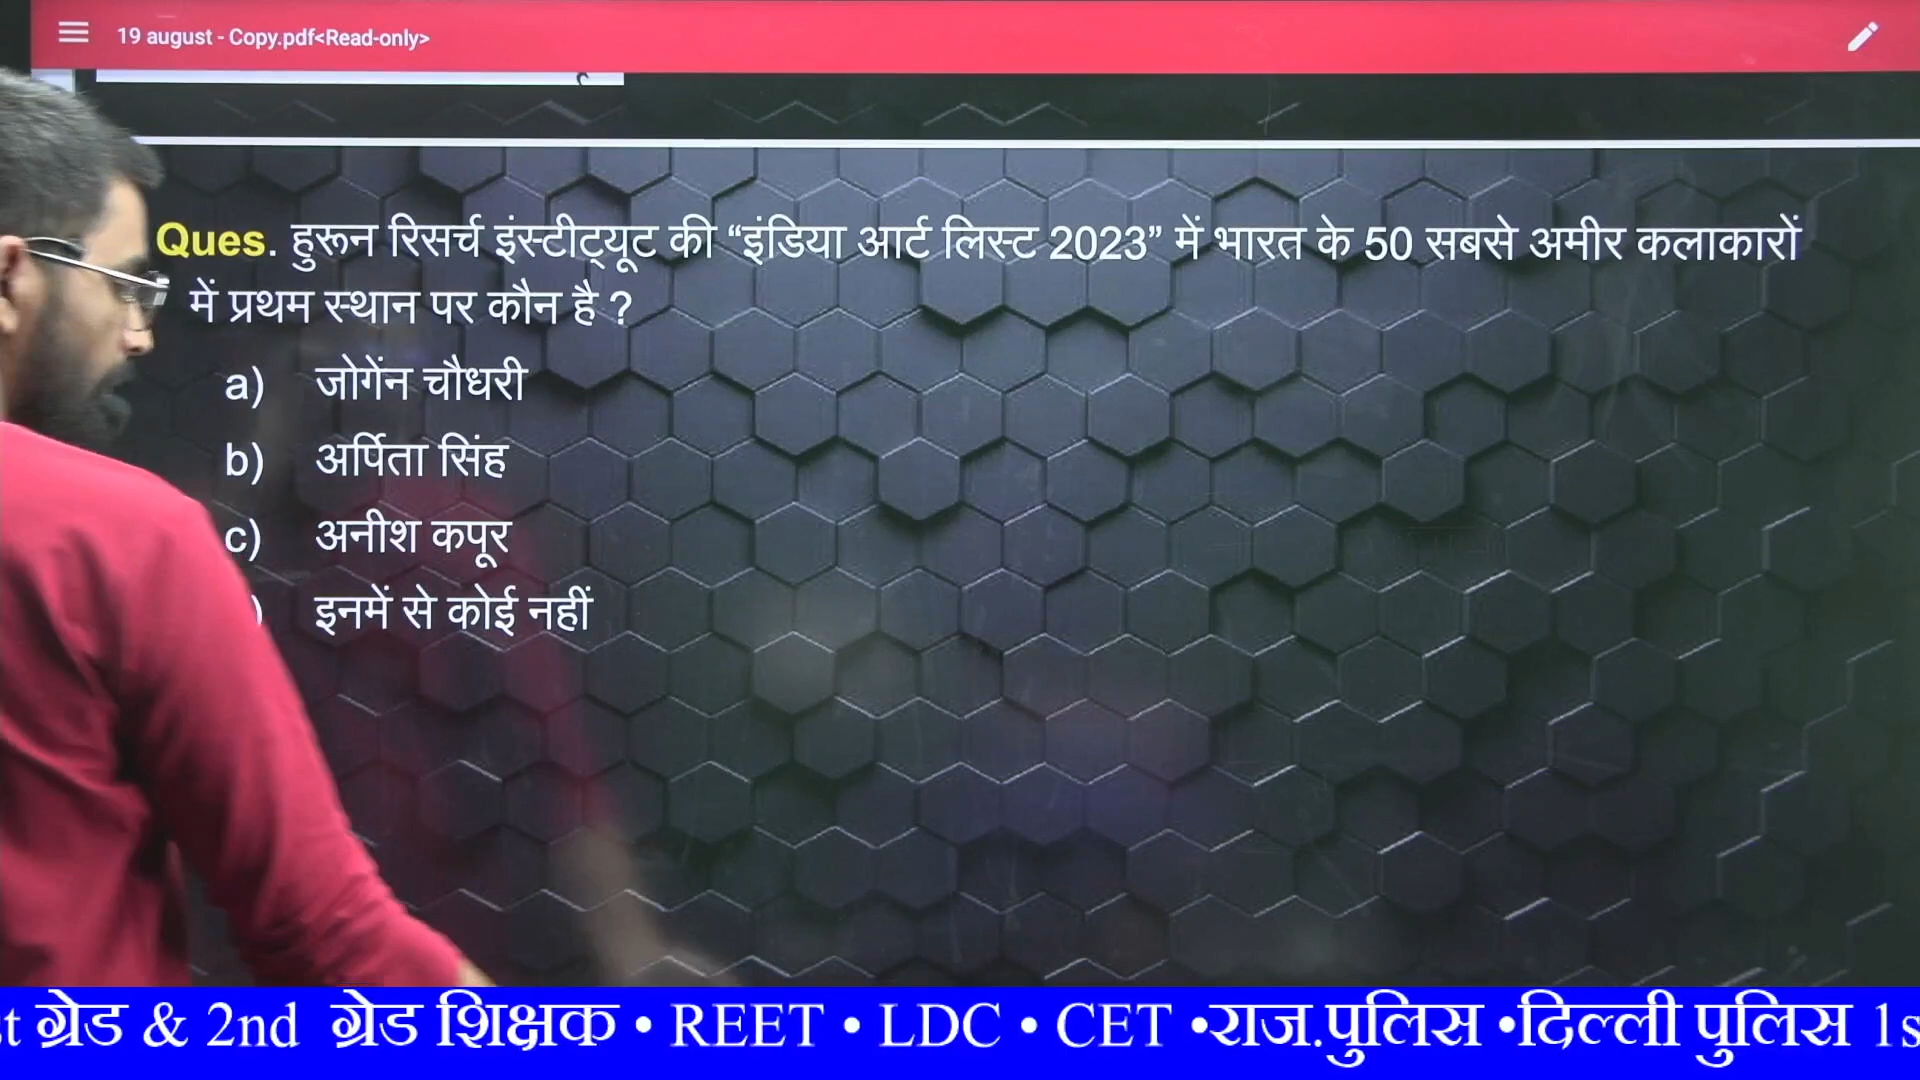 19 august - Copy.pdf<Read-only>
Ques. हुरून रिसर्च इंस्टीट्यूट की “इंडिया आर्ट लिस्ट 2023” में भारत के 50 सबसे अमीर कलाकारों
में प्रथम स्थान पर कौन है ?
a) जोगेंन चौधरी
b) अर्पिता सिंह
c) अनीश कपूर
) इनमें से कोई नहीं
t ग्रेड & 2nd ग्रेड शिक्षक • REET • LDC • CET •राज.पुलिस •दिल्ली पुलिस 1s